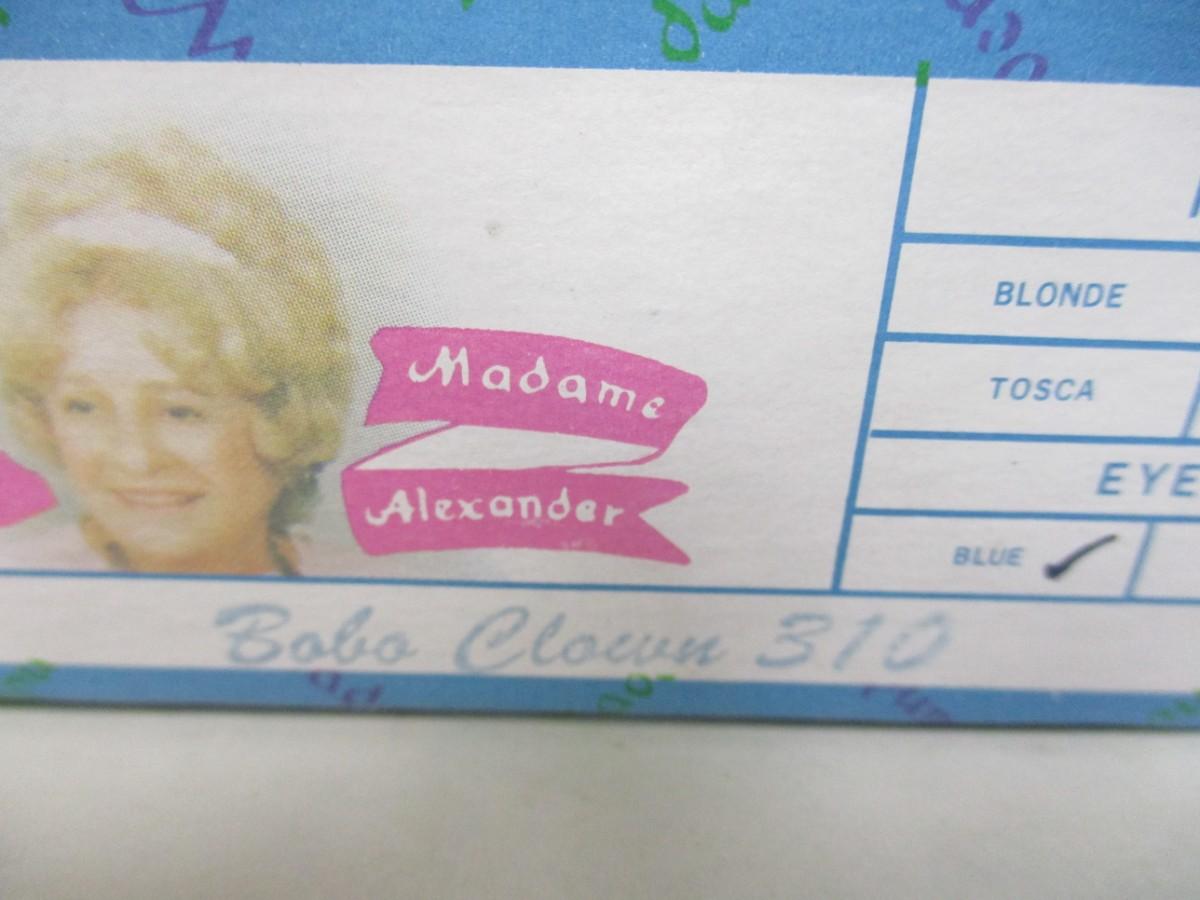 Madame
Alexander
BLONDE
TOSCA
EYE
BLUE
Bobo Clown 310